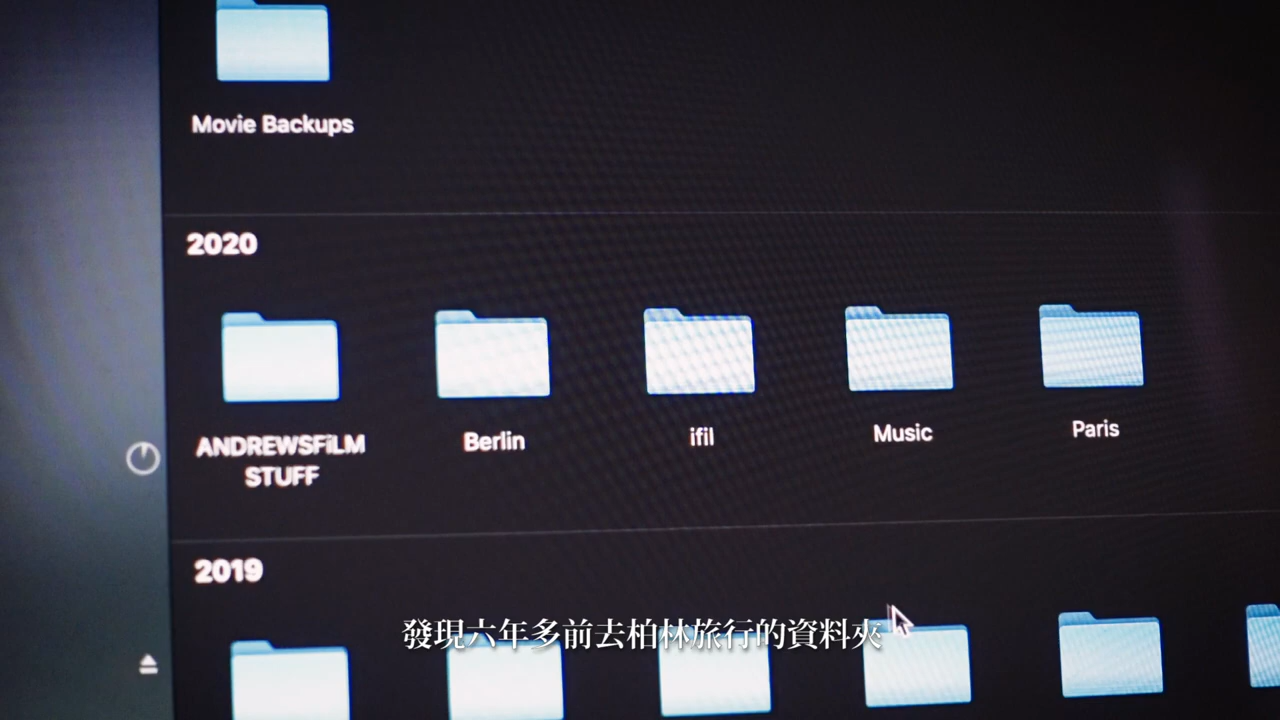 Movie Backups
2020
ANDREWSFiLM
STUFF
Berlin
ifil
Music
Paris
2019
發現六年多前去柏林旅行的資料夾